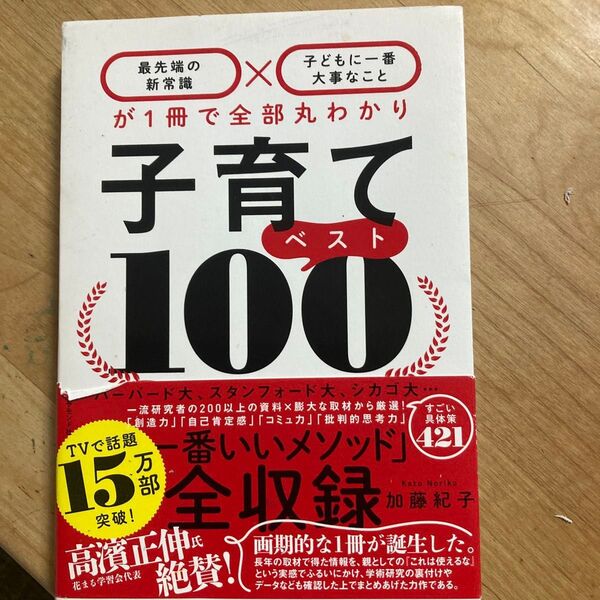 最先端の
新常識
×
子どもに一番
大事なこと
が1冊で全部丸わかり
子育て
ベスト
100
ハーバード大、スタンフォード大、シカゴ大…
一流研究者の200以上の資料×膨大な取材から厳選!
「創造力」「自己肯定感」「コミュ力」「批判的思考力」
すごい
具体策
421
一番いいメソッド」
全収録
Kato Noriko
加藤紀子
TVで話題
15万部
突破!
高濱正伸氏
花まる学習会代表
絶賛!
画期的な1冊が誕生した。
長年の取材で得た情報を、親としての『これは使えるな』
という実感でふるいにかけ、学術研究の裏付けや
データなども確認した上でまとめあげた力作である。